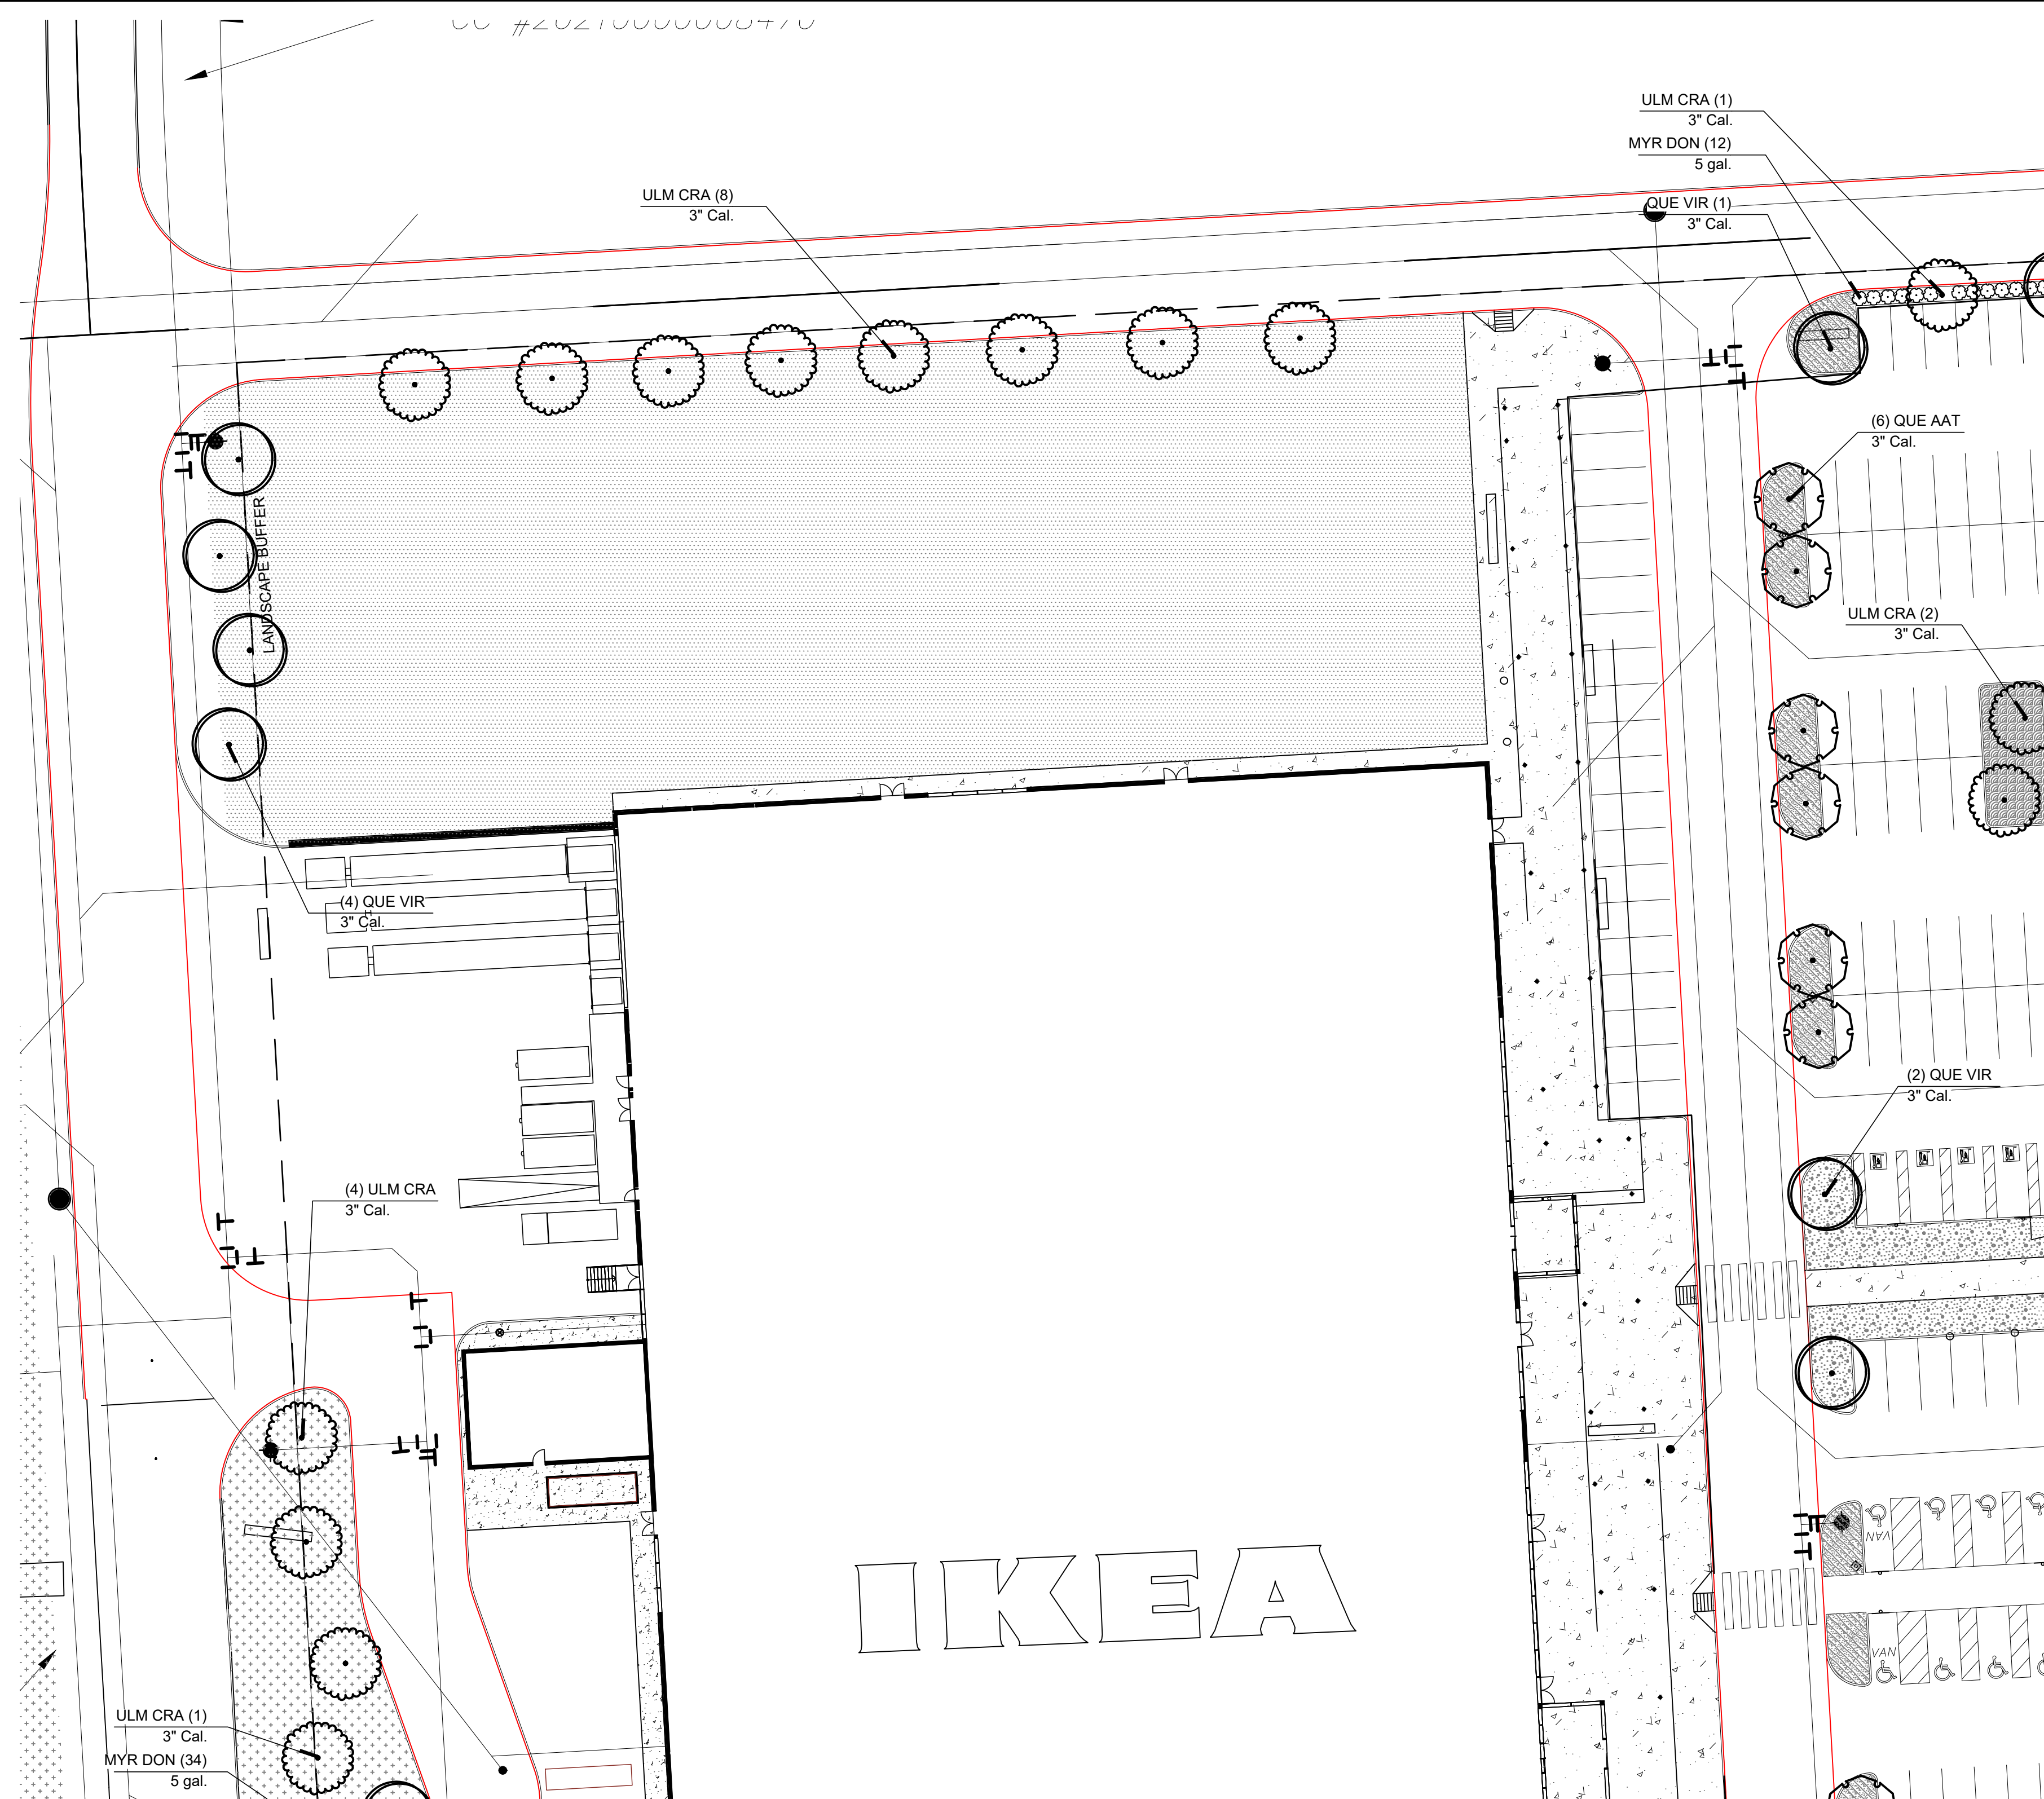 ULM CRA (1)
3" Cal.
MYR DON (12)
5 gal.
ULM CRA (8)
3" Cal.
QUE VIR (1)
3" Cal.
(6) QUE AAT
3" Cal.
LANDSCAPE BUFFER
ULM CRA (2)
3" Cal.
(4) QUE VIR
3" Cal.
(2) QUE VIR
3" Cal.
(4) ULM CRA
3" Cal.
VAN
IKEA
VAN
ULM CRA (1)
3" Cal.
MYR DON (34)
5 gal.